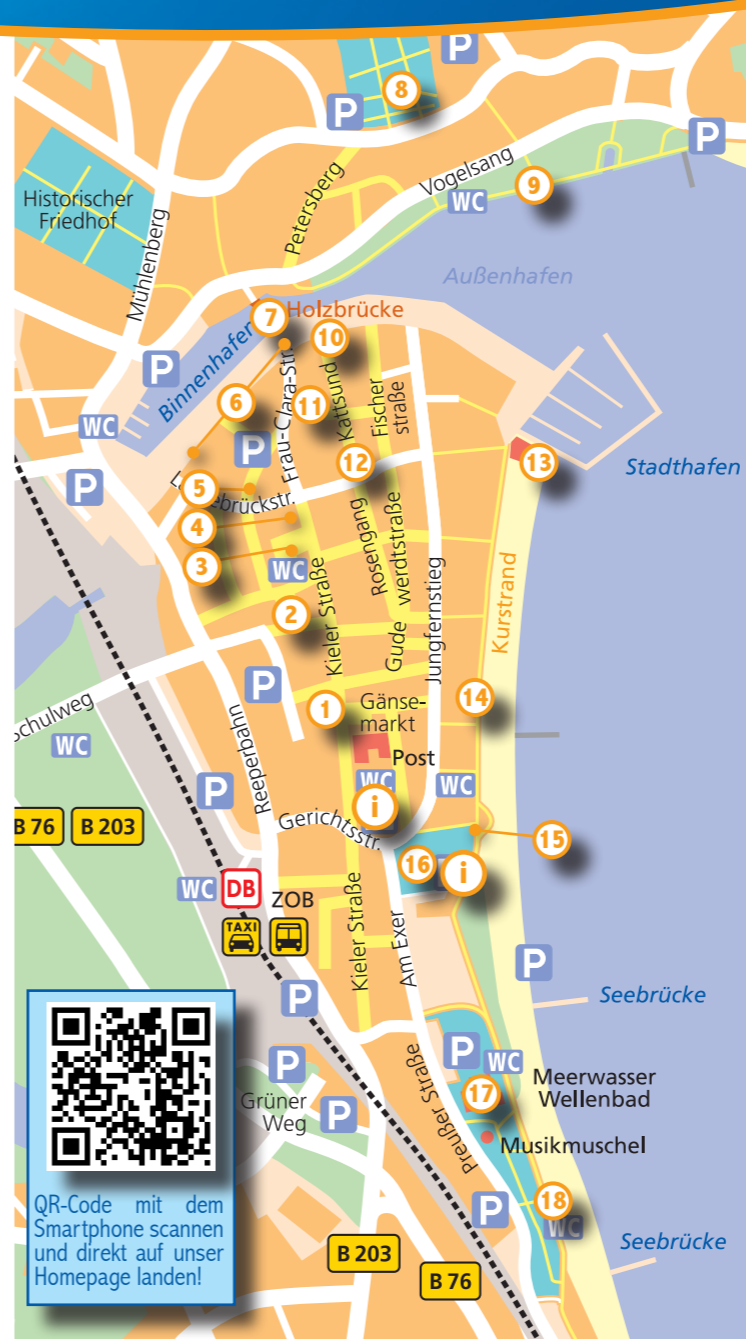 P
8
P
P
Historischer
Friedhof
Petersberg
Vogelsang
9
WC
Mühlenberg
Außenhafen
7
Holzbrücke
10
Binnenhafen
P
6
11
Frau-Clara-Str.
Kattsund
Fischer
straße
WC
P
12
13
Stadthafen
P
5
4
3
WC
Rosengang
Gude
werdtstraße
Jungfernstieg
Kurstrand
2
Kieler Straße
Schulweg
WC
P
1
Gänse-
markt
14
Post
WC
WC
Reeperbahn
P
i
Gerichtsstr.
B 76
B 203
15
16
i
WC
DB
ZOB
TAXI
Kieler Straße
Am Exer
P
Seebrücke
P
P
WC
P
Grüner
Weg
P
17
Meerwasser
Wellenbad
Preußer Straße
Musikmuschel
18
P
WC
Seebrücke
B 203
B 76
QR-Code mit dem
Smartphone scannen
und direkt auf unser
Homepage landen!